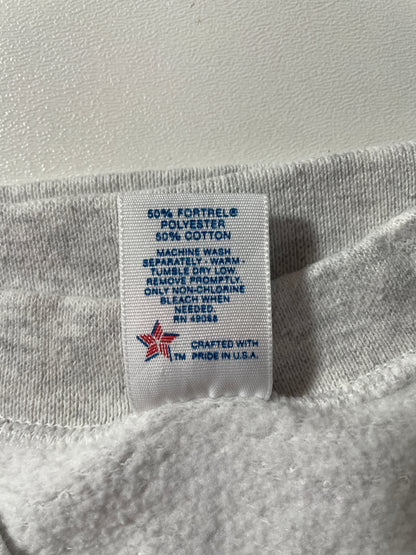 50% FORTREL®
POLYESTER
50% COTTON
MACHINE WASH
SEPARATELY - WARM -
TUMBLE DRY LOW.
REMOVE PROMPTLY.
ONLY NON-CHLORINE
BLEACH WHEN
NEEDED.
RN 49068
CRAFTED WITH
TM PRIDE IN U.S.A.